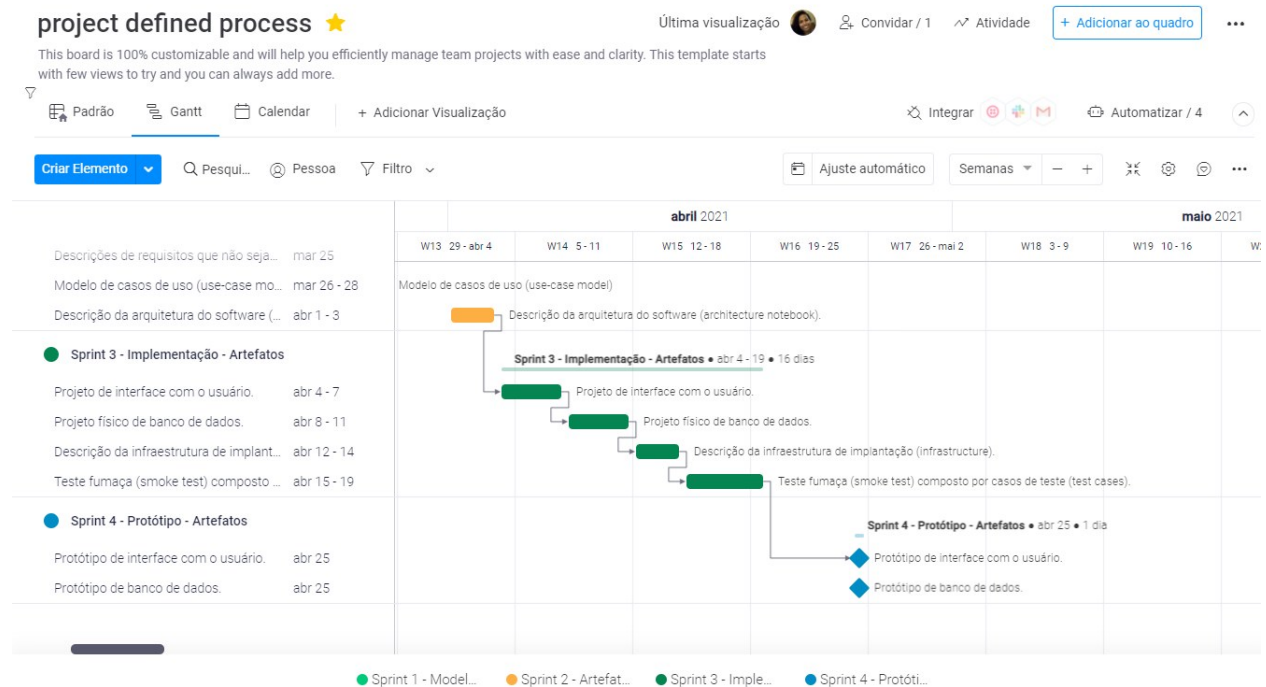 project defined process
Última visualização Convidar / 1 Atividade + Adicionar ao quadro
This board is 100% customizable and will help you efficiently manage team projects with ease and clarity. This template starts
with few views to try and you can always add more.
Padrão Gantt Calendar + Adicionar Visualização Integrar Automatizar / 4
Criar Elemento Pesqui... Pessoa Filtro Ajuste automático Semanas − +
abril 2021 maio 2021
W13 29 - abr 4 W14 5 - 11 W15 12 - 18 W16 19 - 25 W17 26 - mai 2 W18 3 - 9 W19 10 - 16
Descrições de requisitos que não seja... mar 25
Modelo de casos de uso (use-case mo... mar 26 - 28 Modelo de casos de uso (use-case model)
Descrição da arquitetura do software (... abr 1 - 3 Descrição da arquitetura do software (architecture notebook).
Sprint 3 - Implementação - Artefatos Sprint 3 - Implementação - Artefatos ● abr 4 - 19 ● 16 dias
Projeto de interface com o usuário. abr 4 - 7 Projeto de interface com o usuário.
Projeto físico de banco de dados. abr 8 - 11 Projeto físico de banco de dados.
Descrição da infraestrutura de implant... abr 12 - 14 Descrição da infraestrutura de implantação (infrastructure).
Teste fumaça (smoke test) composto ... abr 15 - 19 Teste fumaça (smoke test) composto por casos de teste (test cases).
Sprint 4 - Protótipo - Artefatos Sprint 4 - Protótipo - Artefatos ● abr 25 ● 1 dia
Protótipo de interface com o usuário. abr 25 Protótipo de interface com o usuário.
Protótipo de banco de dados. abr 25 Protótipo de banco de dados.
Sprint 1 - Model... Sprint 2 - Artefat... Sprint 3 - Imple... Sprint 4 - Protóti...